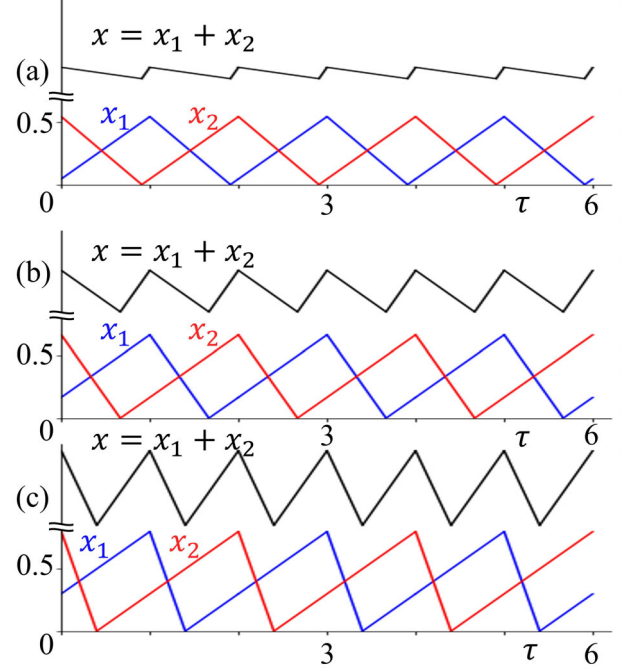 x = x₁ + x₂
(a)
0.5
x₁
x₂
0
3
τ
6
x = x₁ + x₂
(b)
x₁
x₂
0.5
0
3
τ
6
x = x₁ + x₂
(c)
x₁
x₂
0.5
0
3
τ
6